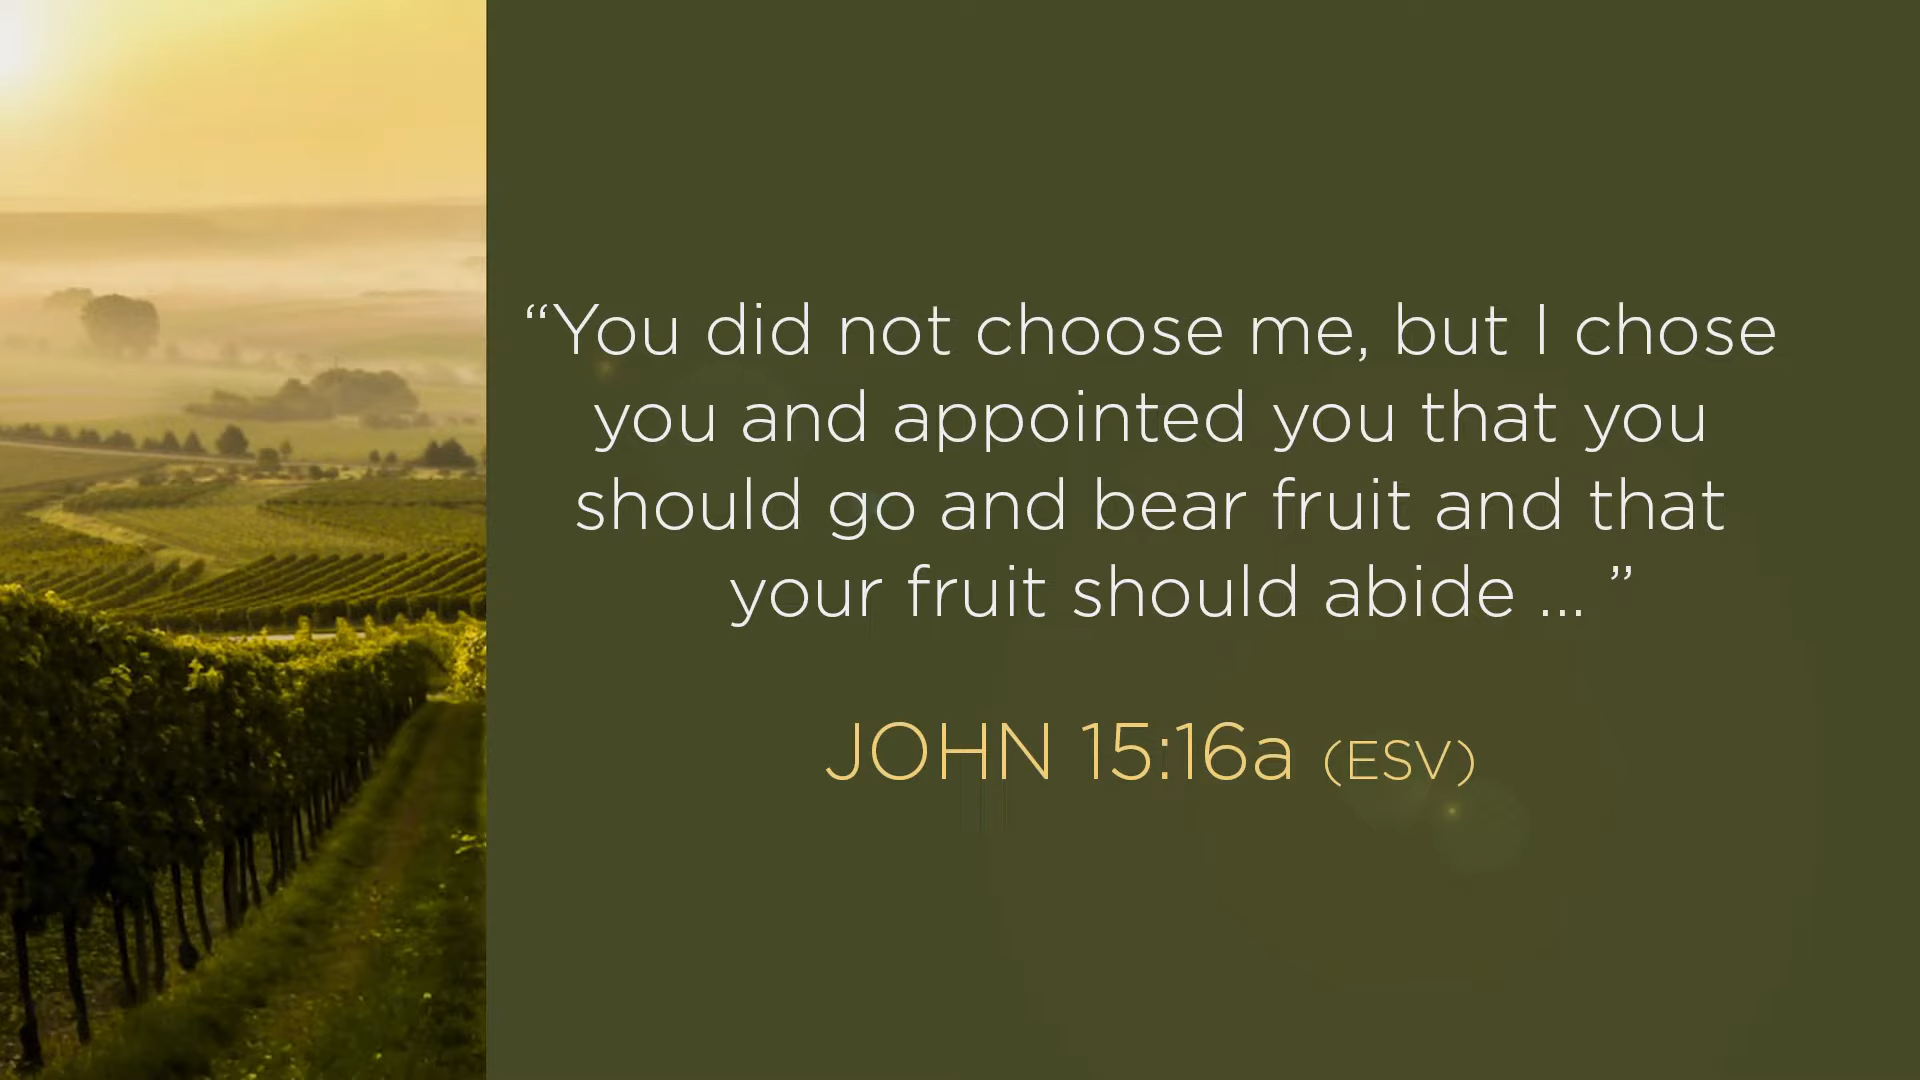 “You did not choose me, but I chose
you and appointed you that you
should go and bear fruit and that
your fruit should abide ... ”
JOHN 15:16a (ESV)